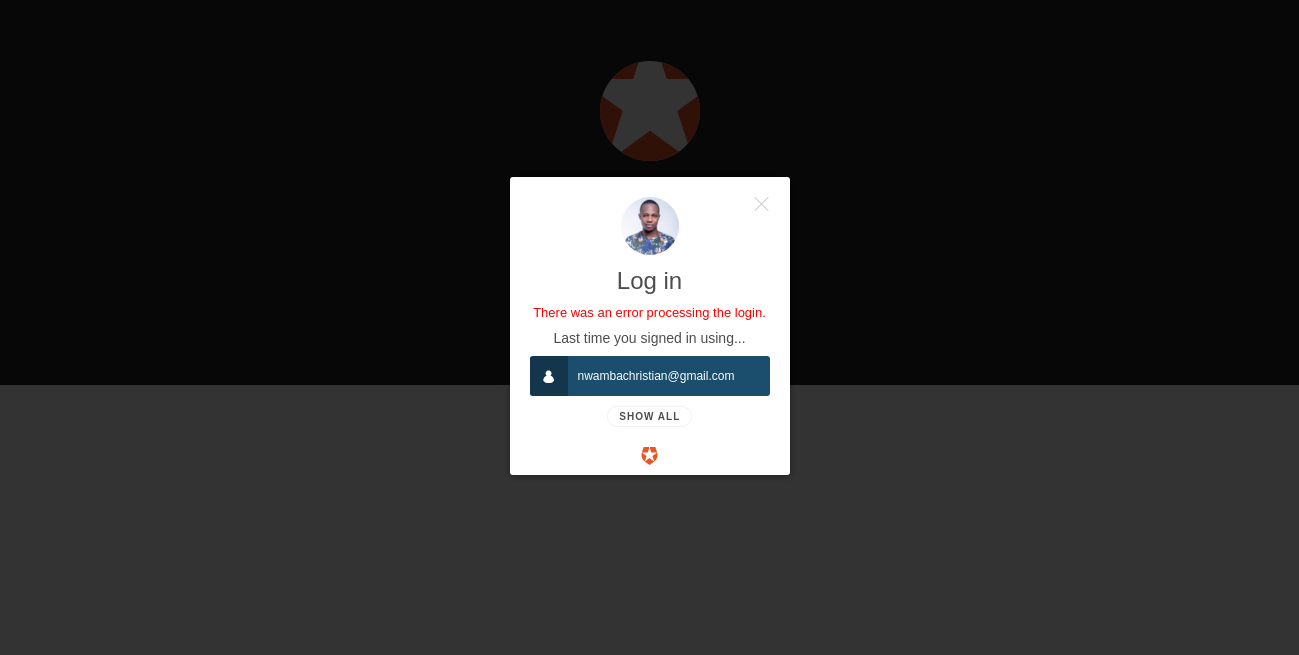 Log in
There was an error processing the login.
Last time you signed in using...
nwambachristian@gmail.com
SHOW ALL